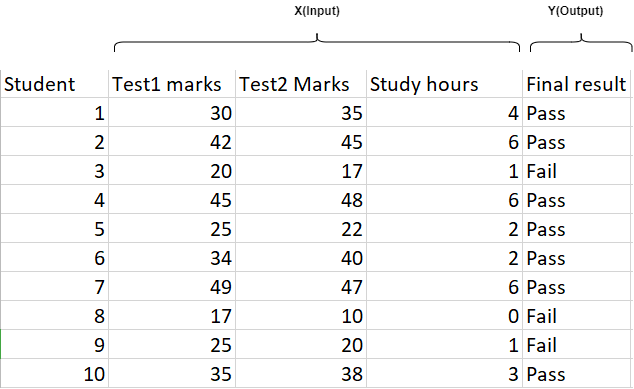 X(Input) Y(Output)
Student Test1 marks Test2 Marks Study hours Final result
1 30 35 4 Pass
2 42 45 6 Pass
3 20 17 1 Fail
4 45 48 6 Pass
5 25 22 2 Pass
6 34 40 2 Pass
7 49 47 6 Pass
8 17 10 0 Fail
9 25 20 1 Fail
10 35 38 3 Pass